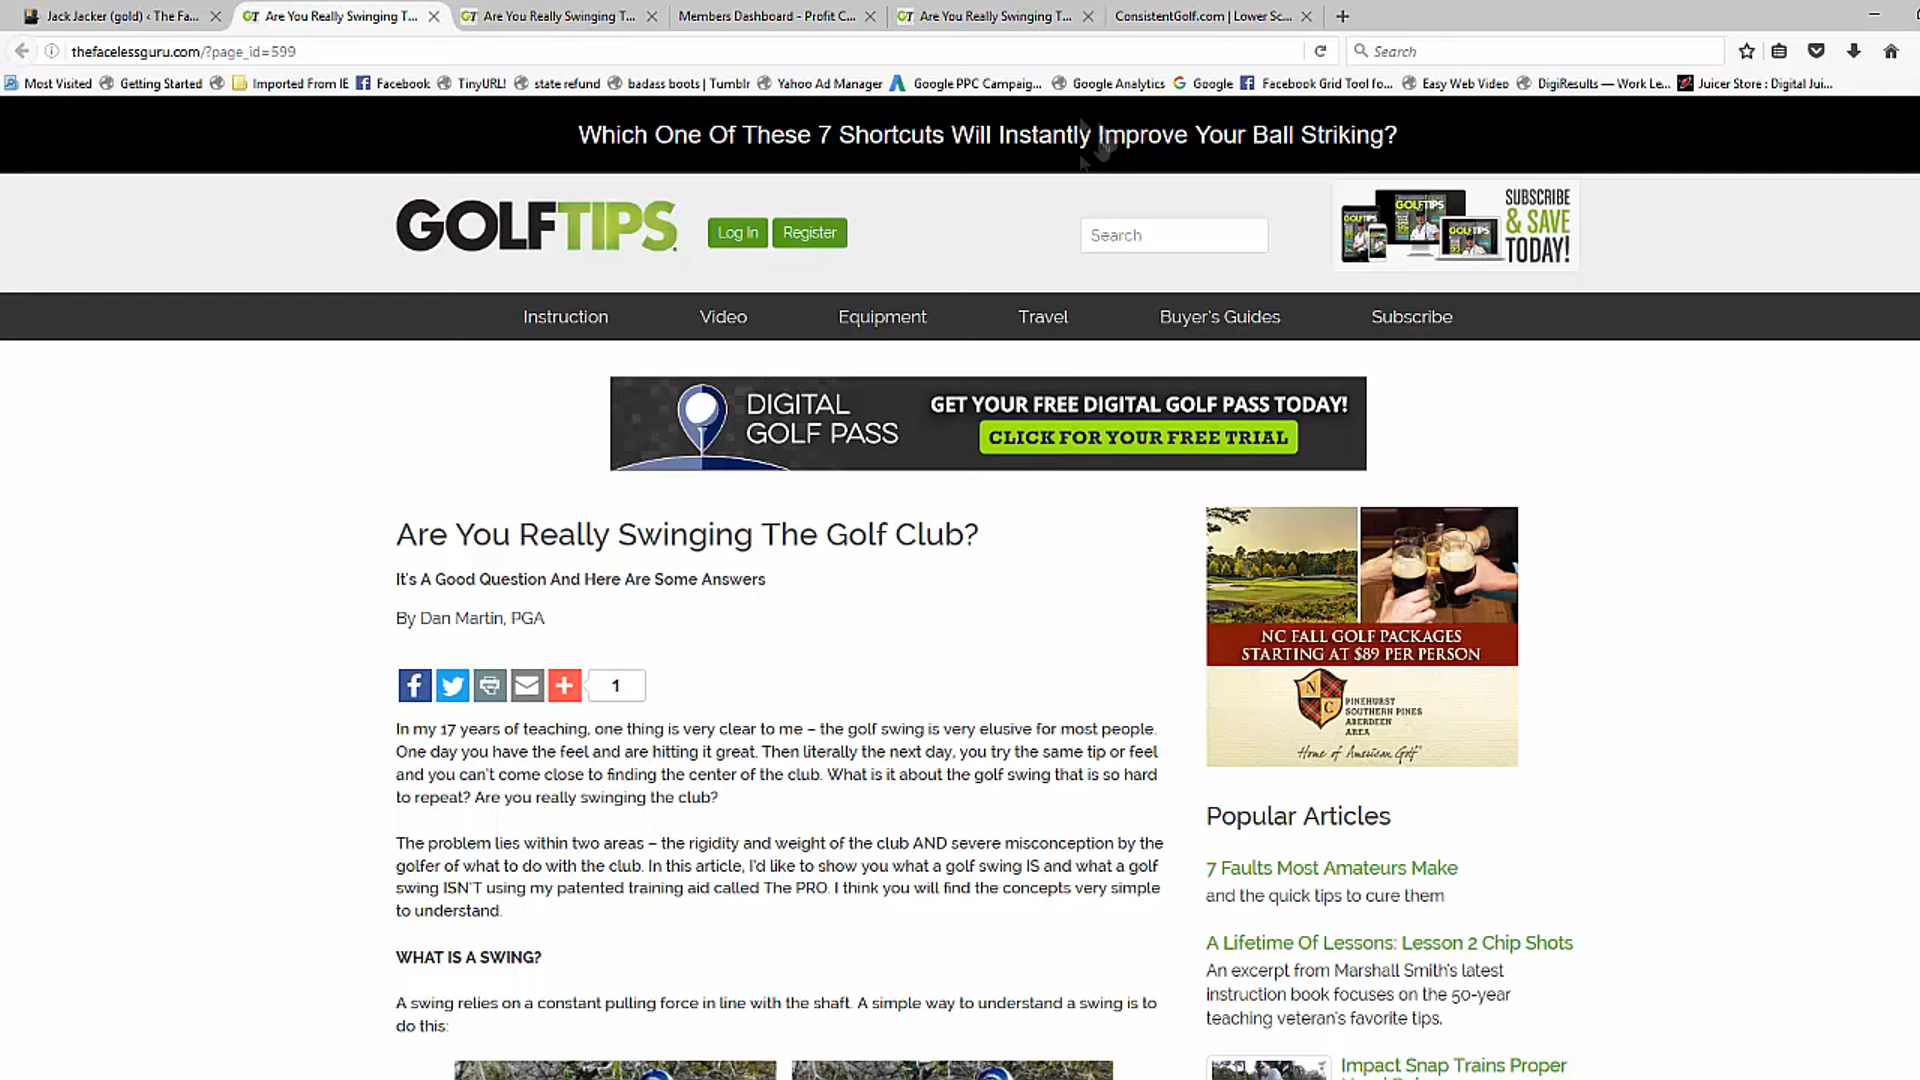 Jack Jacker (gold) ‹ The Fa...
GT Are You Really Swinging T...
GT Are You Really Swinging T...
Members Dashboard - Profit C...
GT Are You Really Swinging T...
ConsistentGolf.com | Lower Sc...
thefacelessguru.com/?page_id=599
Search
Most Visited
Getting Started
Imported From IE
Facebook
TinyURL!
state refund
badass boots | Tumblr
Yahoo Ad Manager
Google PPC Campaig...
Google Analytics
Google
Facebook Grid Tool fo...
Easy Web Video
DigiResults — Work Le...
Juicer Store : Digital Jui...
Which One Of These 7 Shortcuts Will Instantly Improve Your Ball Striking?
GOLFTIPS
Log In
Register
Search
SUBSCRIBE
& SAVE
TODAY!
Instruction
Video
Equipment
Travel
Buyer's Guides
Subscribe
DIGITAL
GOLF PASS
GET YOUR FREE DIGITAL GOLF PASS TODAY!
CLICK FOR YOUR FREE TRIAL
Are You Really Swinging The Golf Club?
It's A Good Question And Here Are Some Answers
By Dan Martin, PGA
1
In my 17 years of teaching, one thing is very clear to me – the golf swing is very elusive for most people.
One day you have the feel and are hitting it great. Then literally the next day, you try the same tip or feel
and you can't come close to finding the center of the club. What is it about the golf swing that is so hard
to repeat? Are you really swinging the club?
The problem lies within two areas – the rigidity and weight of the club AND severe misconception by the
golfer of what to do with the club. In this article, I'd like to show you what a golf swing IS and what a golf
swing ISN'T using my patented training aid called The PRO. I think you will find the concepts very simple
to understand.
WHAT IS A SWING?
A swing relies on a constant pulling force in line with the shaft. A simple way to understand a swing is to
do this:
NC FALL GOLF PACKAGES
STARTING AT $89 PER PERSON
N
C
PINEHURST
SOUTHERN PINES
ABERDEEN
AREA
Home of American Golf
Popular Articles
7 Faults Most Amateurs Make
and the quick tips to cure them
A Lifetime Of Lessons: Lesson 2 Chip Shots
An excerpt from Marshall Smith's latest
instruction book focuses on the 50-year
teaching veteran's favorite tips.
Impact Snap Trains Proper